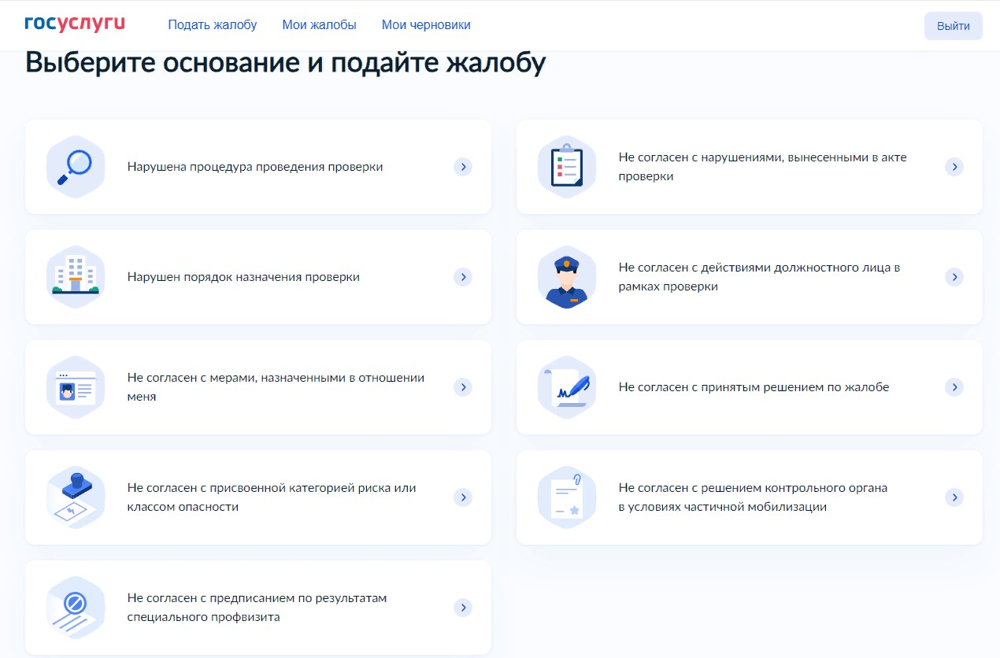 госуслуги
Подать жалобу
Мои жалобы
Мои черновики
Выйти
Выберите основание и подайте жалобу
Нарушена процедура проведения проверки
Не согласен с нарушениями, вынесенными в акте
проверки
Нарушен порядок назначения проверки
Не согласен с действиями должностного лица в
рамках проверки
Не согласен с мерами, назначенными в отношении
меня
Не согласен с принятым решением по жалобе
Не согласен с присвоенной категорией риска или
классом опасности
Не согласен с решением контрольного органа
в условиях частичной мобилизации
Не согласен с предписанием по результатам
специального профвизита